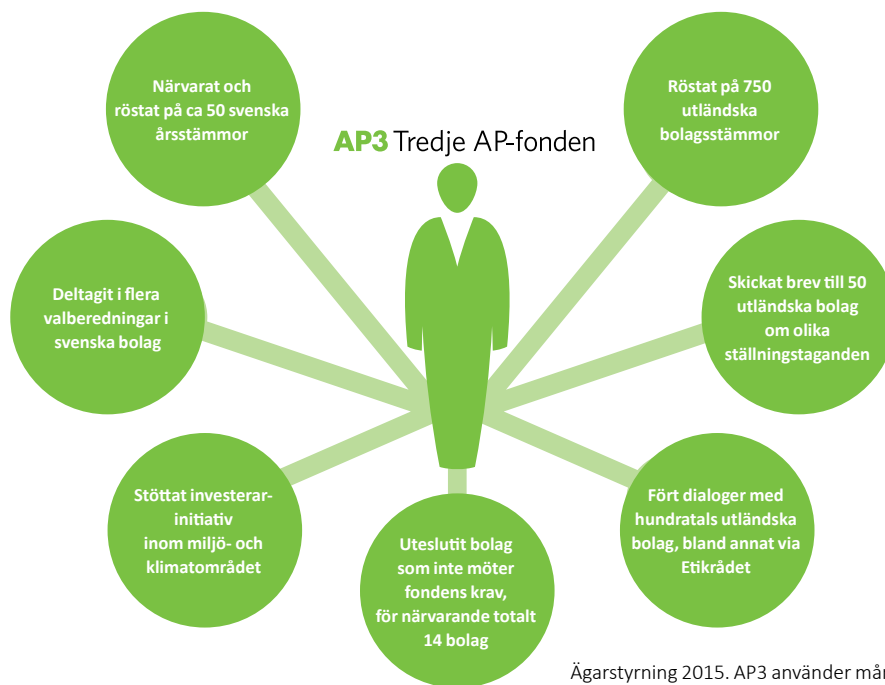 Närvarat och
röstat på ca 50 svenska
årsstämmor
Röstat på 750
utländska
bolagsstämmor
AP3 Tredje AP-fonden
Deltagit i flera
valberedningar i
svenska bolag
Skickat brev till 50
utländska bolag
om olika
ställningstaganden
Stöttat investerar-
initiativ
inom miljö- och
klimatområdet
Uteslutit bolag
som inte möter
fondens krav,
för närvarande totalt
14 bolag
Fört dialoger med
hundratals utländska
bolag, bland annat via
Etikrådet
Ägarstyrning 2015. AP3 använder